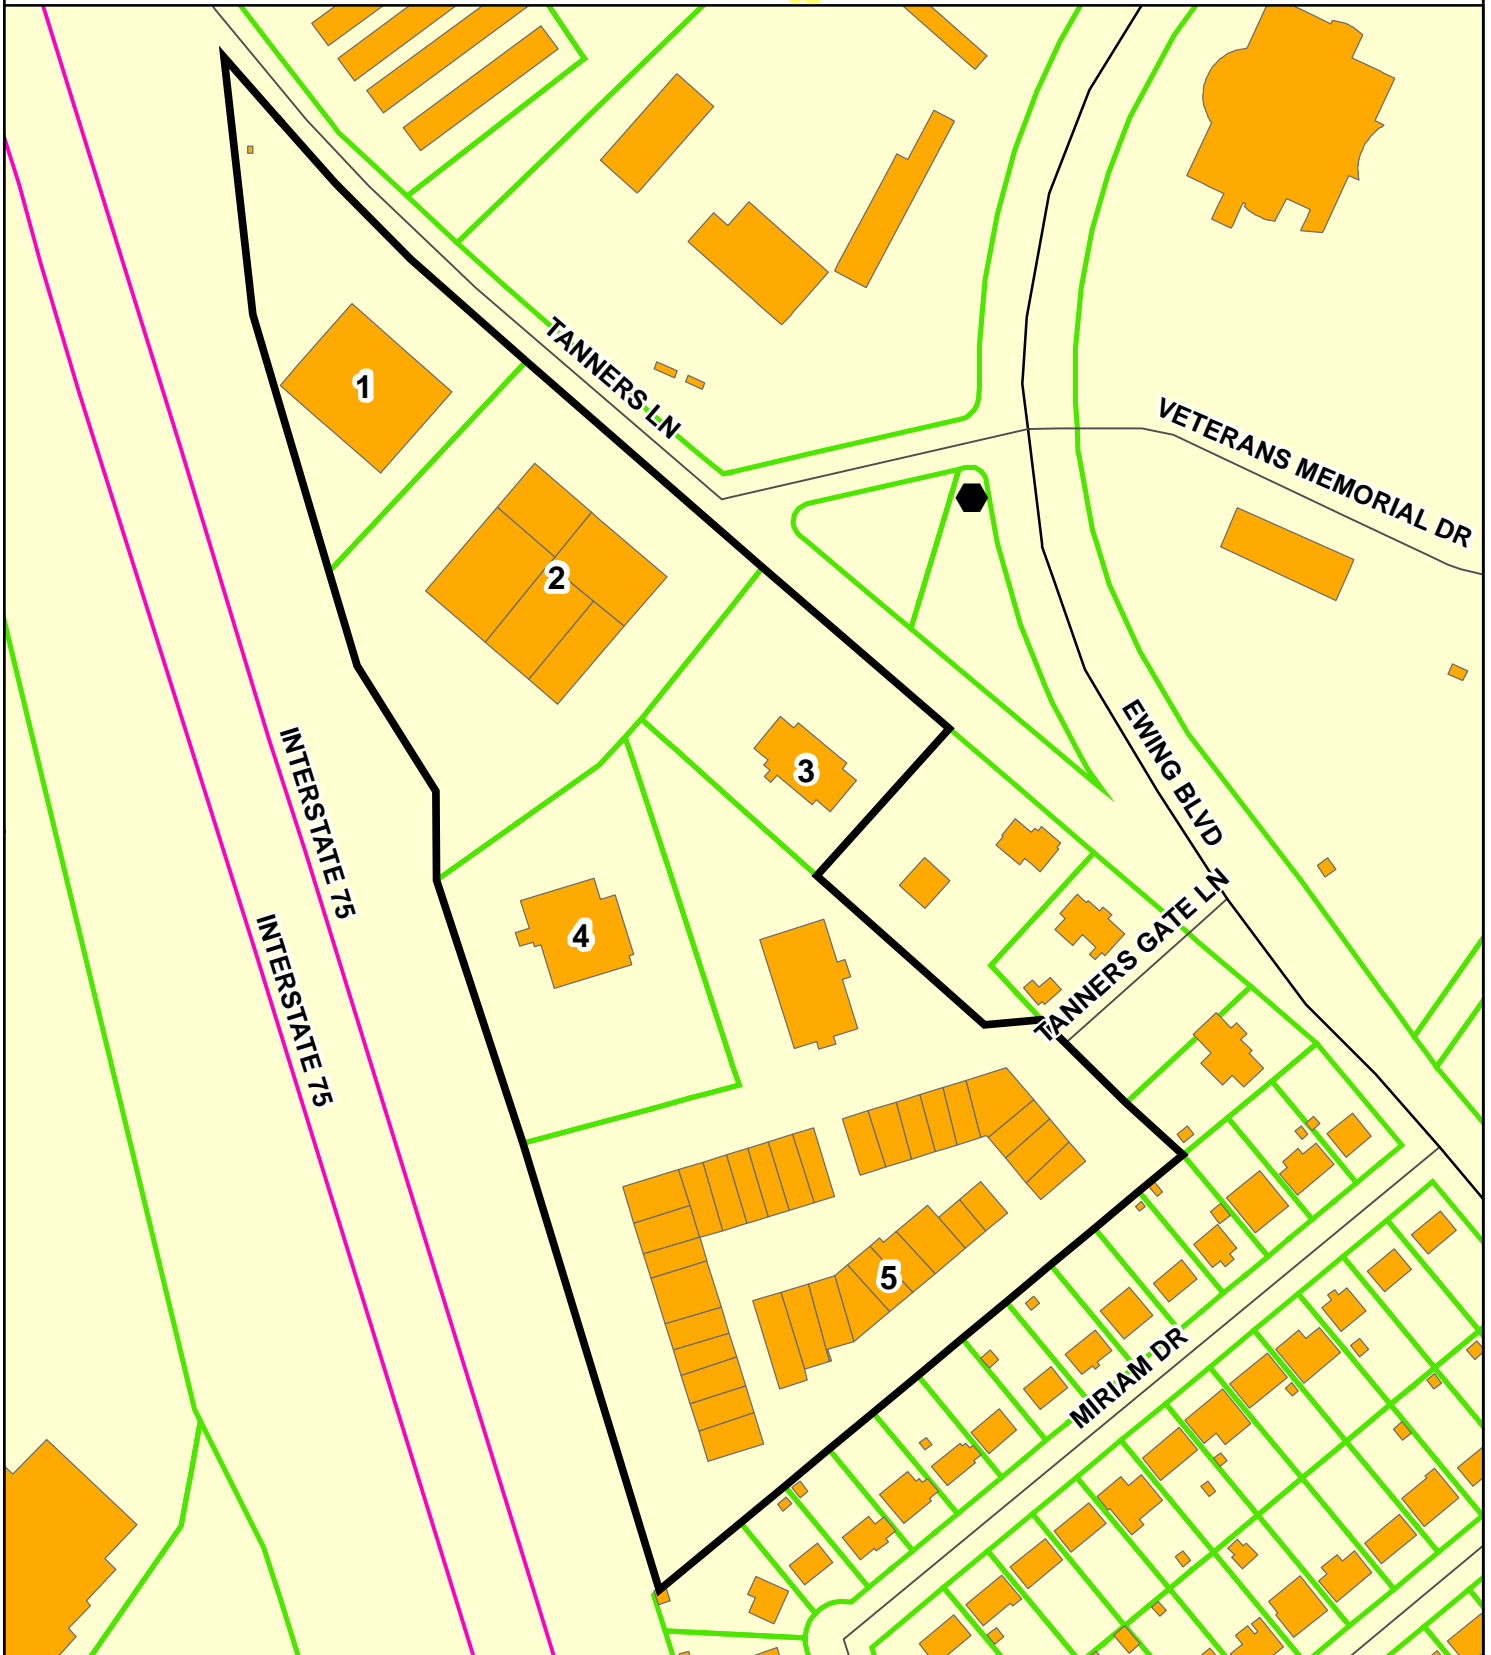 TANNERS LN
1
VETERANS MEMORIAL DR
2
EWING BLVD
3
INTERSTATE 75
TANNERS GATE LN
4
INTERSTATE 75
5
MIRIAM DR